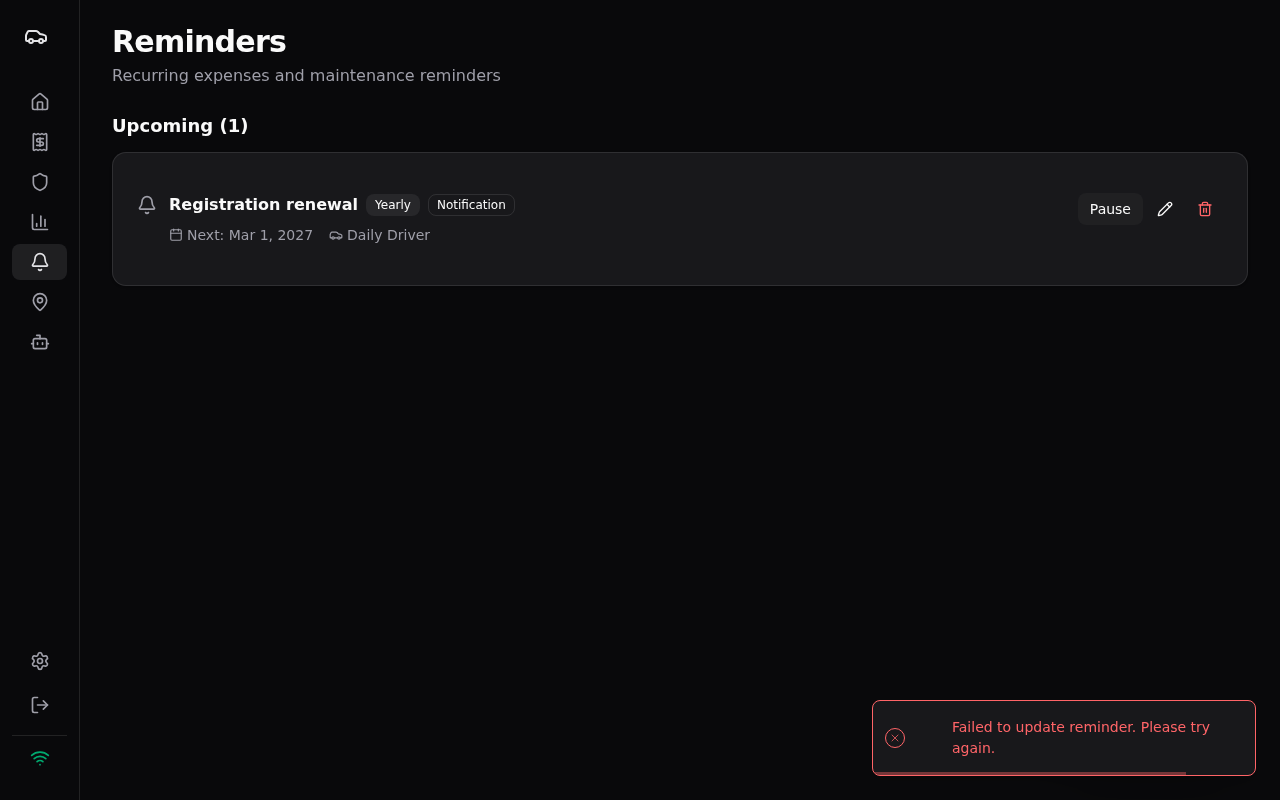 Reminders
Recurring expenses and maintenance reminders
Upcoming (1)
Registration renewal Yearly Notification
Pause
Next: Mar 1, 2027 Daily Driver
Failed to update reminder. Please try
again.